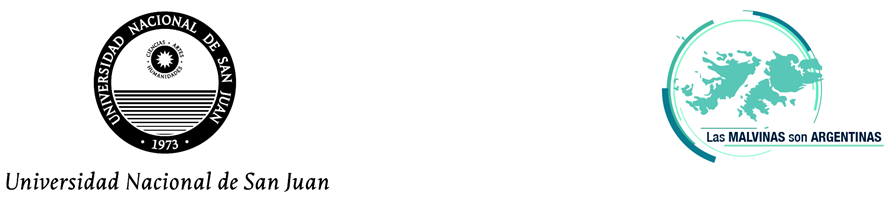 UNIVERSIDAD NACIONAL DE SAN JUAN
CIENCIAS • ARTES
HUMANIDADES
• 1973 •
Universidad Nacional de San Juan
Las MALVINAS son ARGENTINAS